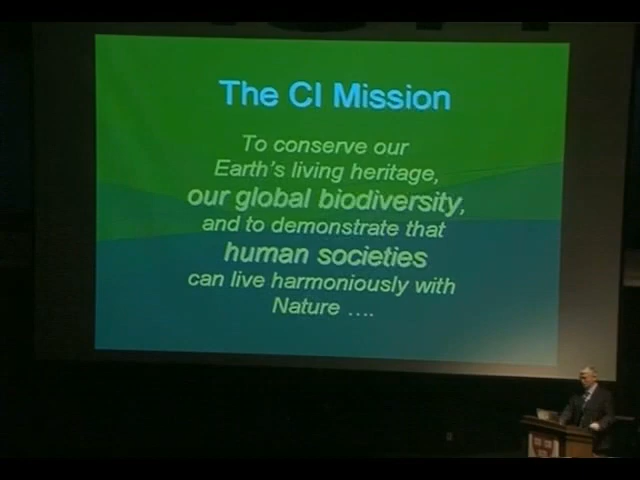 The CI Mission
To conserve our
Earth's living heritage,
our global biodiversity,
and to demonstrate that
human societies
can live harmoniously with
Nature ....